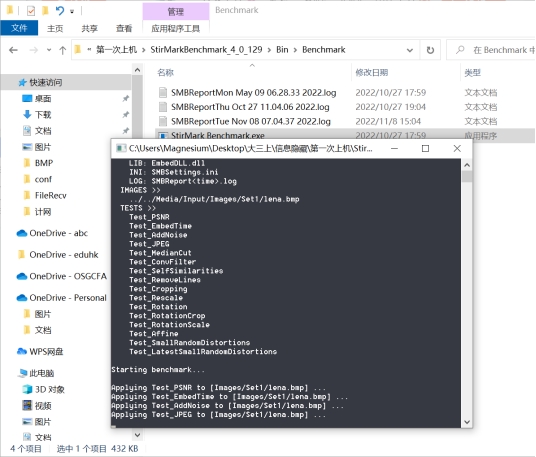 管理
Benchmark
文件
主页
共享
查看
应用程序工具
« 第一次上机 > StirMarkBenchmark_4_0_129 > Bin > Benchmark
在 Benchmark 中
快速访问
桌面
下载
文档
图片
BMP
conf
FileRecv
计网
OneDrive - abc
OneDrive - eduhk
OneDrive - OSGCFA
OneDrive - Personal
图片
文档
WPS网盘
此电脑
3D 对象
视频
图片
文档
名称
修改日期
类型
SMBReportMon May 09 06.28.33 2022.log 2022/10/27 17:59 文本文档
SMBReportThu Oct 27 11.04.06 2022.log 2022/10/27 19:04 文本文档
SMBReportTue Nov 08 07.04.37 2022.log 2022/11/8 15:04 文本文档
StirMark Benchmark.exe 2022/10/27 17:59 应用程序
C:\Users\Magnesium\Desktop\大三上\信息隐藏\第一次上机\Stir...
LIB: EmbedDLL.dll
INI: SMBSettings.ini
LOG: SMBReport<time>.log
IMAGES >>
../../Media/Input/Images/Set1/lena.bmp
TESTS >>
Test_PSNR
Test_EmbedTime
Test_AddNoise
Test_JPEG
Test_MedianCut
Test_ConvFilter
Test_SelfSimilarities
Test_RemoveLines
Test_Cropping
Test_Rescale
Test_Rotation
Test_RotationCrop
Test_RotationScale
Test_Affine
Test_SmallRandomDistortions
Test_LatestSmallRandomDistortions
Starting benchmark...
Applying Test_PSNR to [Images/Set1/lena.bmp] ...
Applying Test_EmbedTime to [Images/Set1/lena.bmp] ...
Applying Test_AddNoise to [Images/Set1/lena.bmp] ...
Applying Test_JPEG to [Images/Set1/lena.bmp] ...
4 个项目
选中 1 个项目 432 KB